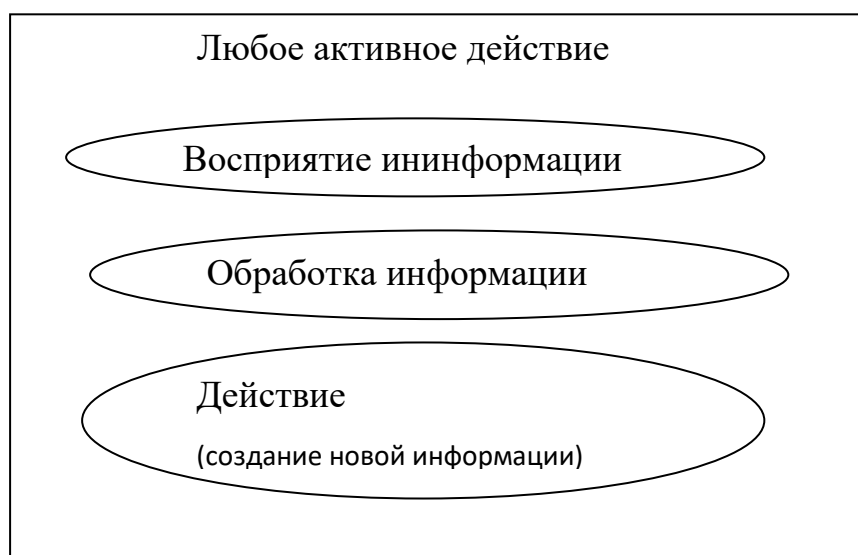 Любое активное действие
Восприятие ининформации
Обработка информации
Действие
(создание новой информации)